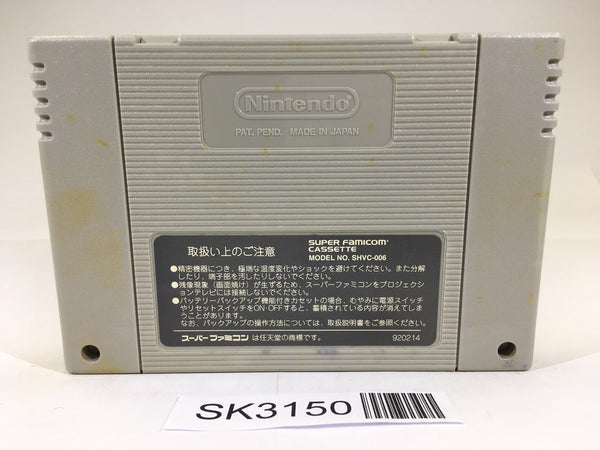 Nintendo
PAT. PEND. MADE IN JAPAN
取扱い上のご注意
SUPER FAMICOM
CASSETTE
MODEL NO. SHVC-006
●精密機器につき、極端な温度変化やショックを避けてください。また分解
したり、端子部を汚したりしないでください。
●残像現象（画面焼け）が生ずるため、スーパーファミコンをプロジェクシ
ョンテレビには接続しないでください。
●バッテリーバックアップ機能付きカセットの場合、むやみに電源スイッチ
やリセットスイッチをON・OFFすると、蓄積されている内容が消えてしま
うことがあります。
なお、バックアップの操作方法については、取扱説明書をご参照ください。
スーパーファミコン は任天堂の商標です。
920214
SK3150